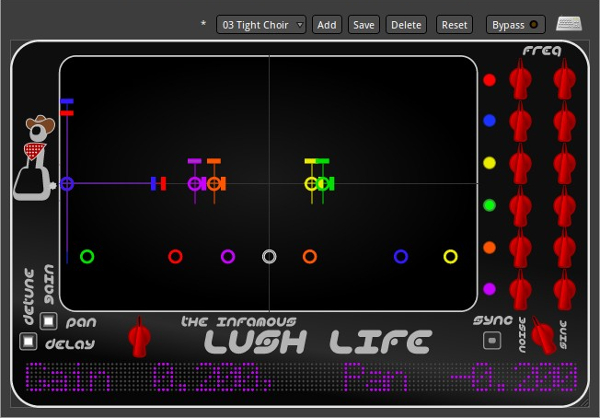 * 03 Tight Choir Add Save Delete Reset Bypass
FREQ
GAIN
DETUNE
PAN
DELAY
THE INFAMOUS
LUSH LIFE
SYNC
NOISE
SINE
Gain 0.200, Pan -0.200